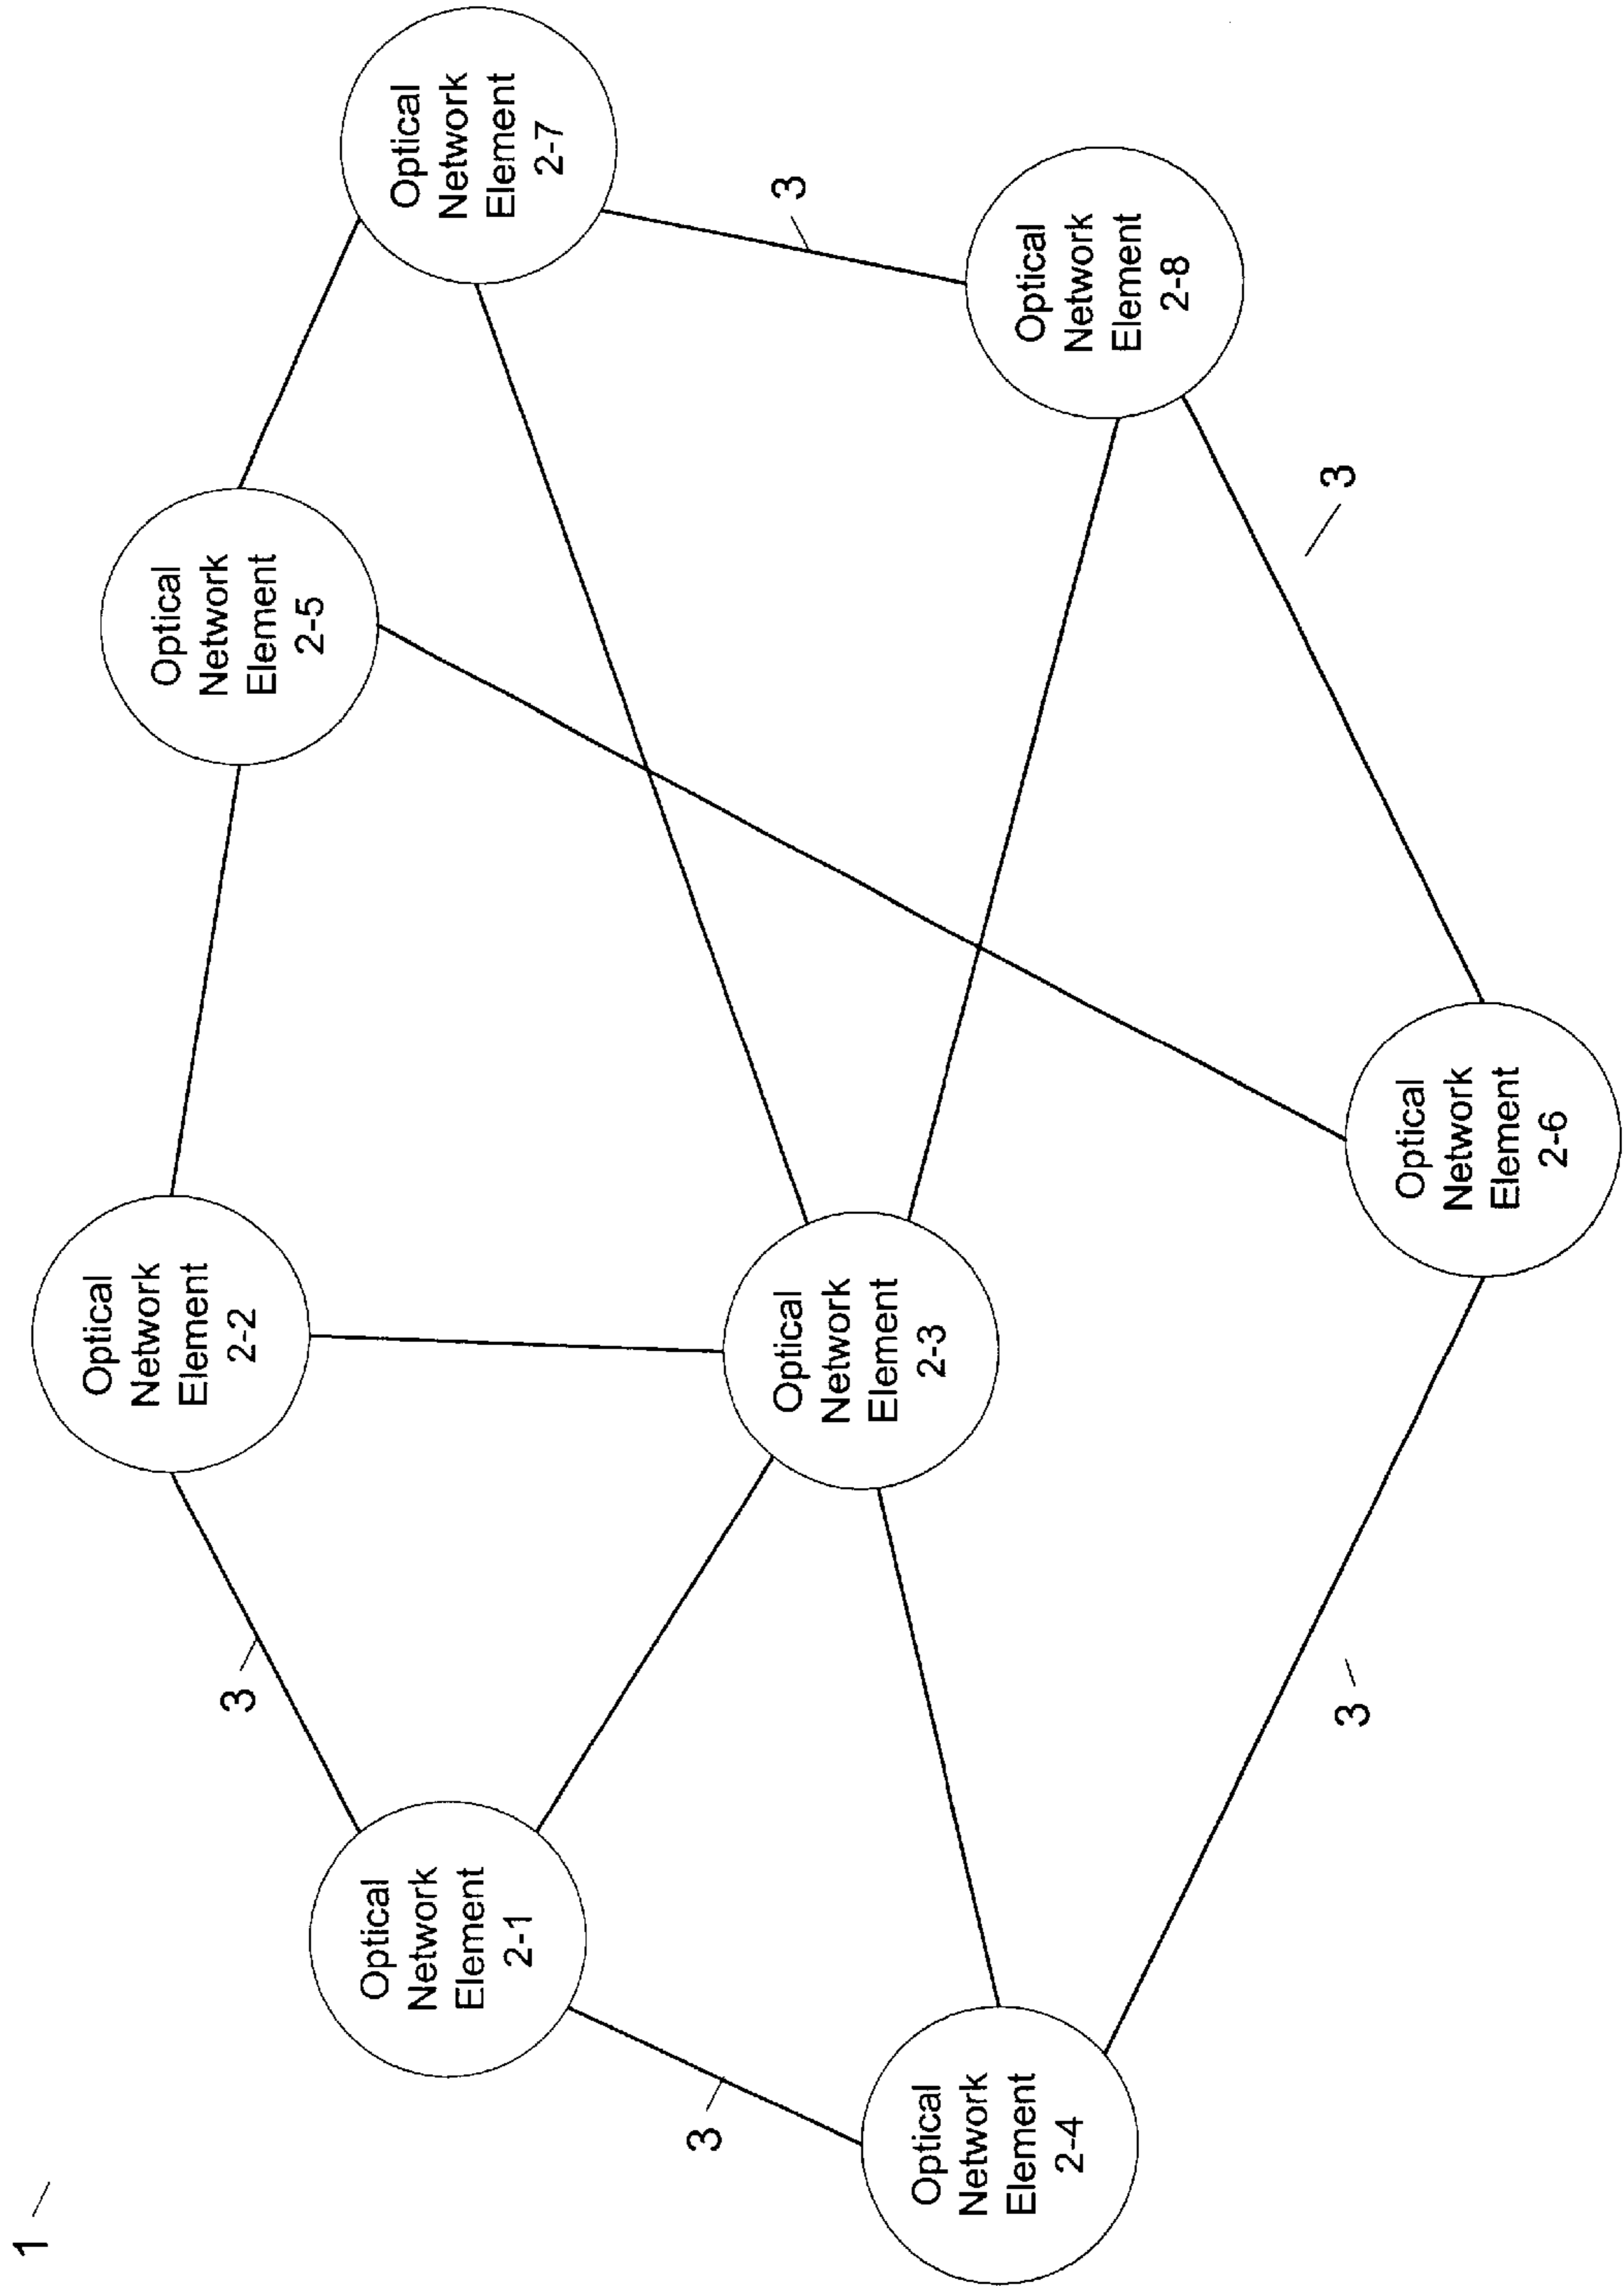 1
Optical
Network
Element
2-2
Optical
Network
Element
2-5
3
Optical
Network
Element
2-1
Optical
Network
Element
2-7
3
Optical
Network
Element
2-3
3
Optical
Network
Element
2-4
Optical
Network
Element
2-8
3
Optical
Network
Element
2-6
3